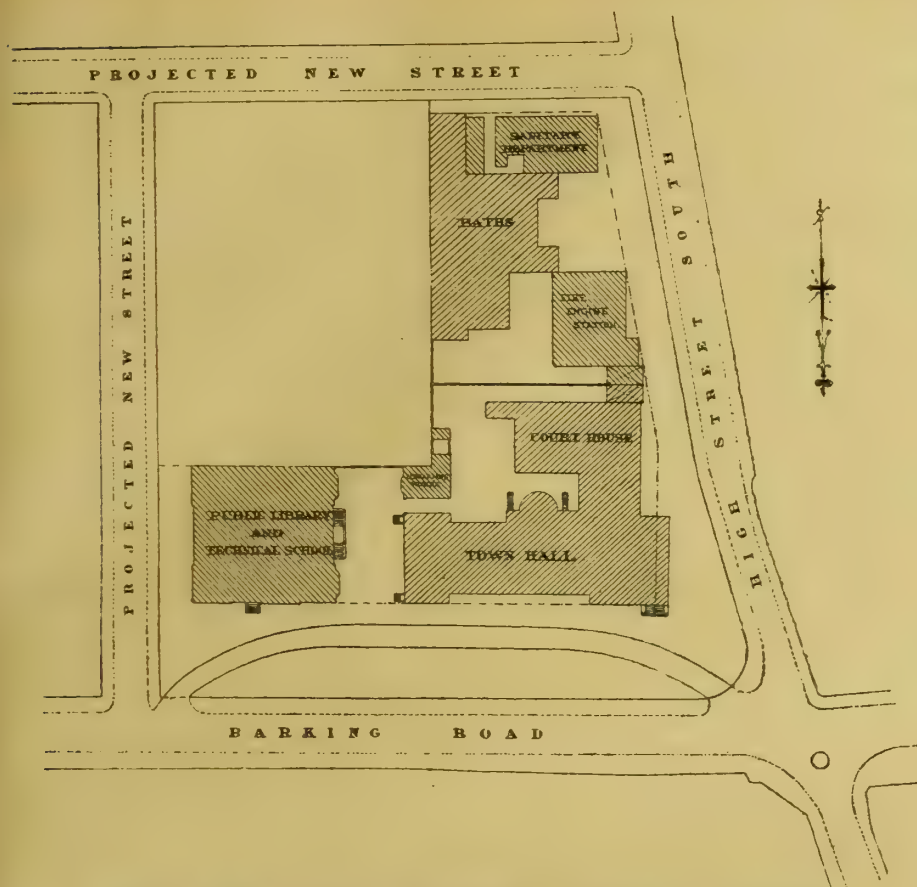 PROJECTED NEW STREET
SANITARY
DEPARTMENT
BATHS
FIRE
ENGINE
STATION
PROJECTED NEW STREET
HIGH STREET SOUTH
COURT HOUSE
PUBLIC LIBRARY
AND
TECHNICAL SCHOOL
TOWN HALL
BARKING ROAD